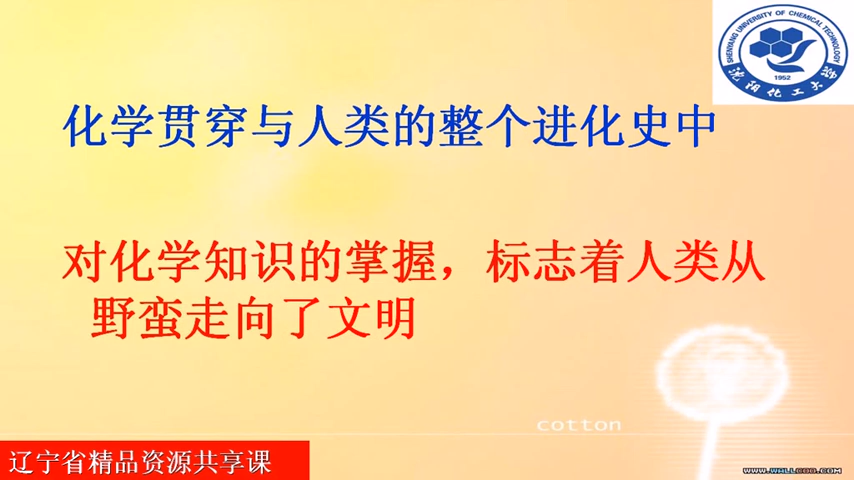 SHENYANG UNIVERSITY OF CHEMICAL TECHNOLOGY
1952
沈阳化工大学
化学贯穿与人类的整个进化史中
对化学知识的掌握，标志着人类从
野蛮走向了文明
cotton
辽宁省精品资源共享课
WWW.WALLCOO.COM